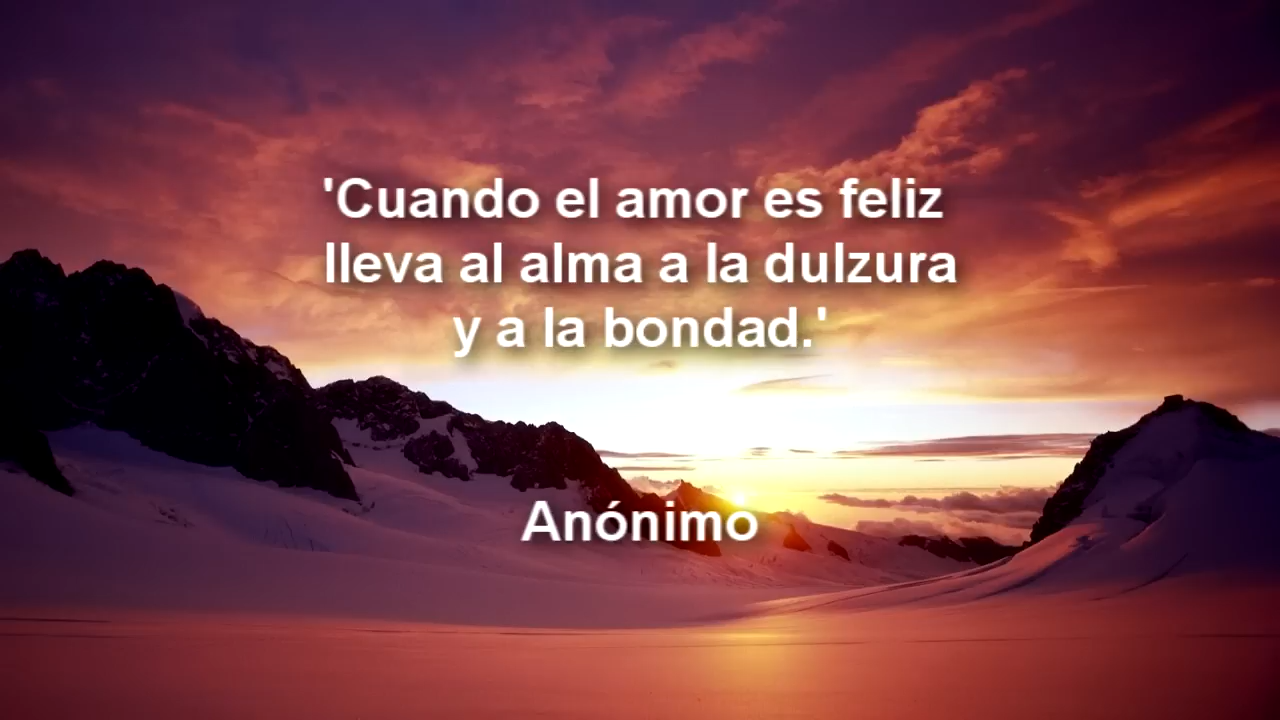 'Cuando el amor es feliz
lleva al alma a la dulzura
y a la bondad.'
Anónimo